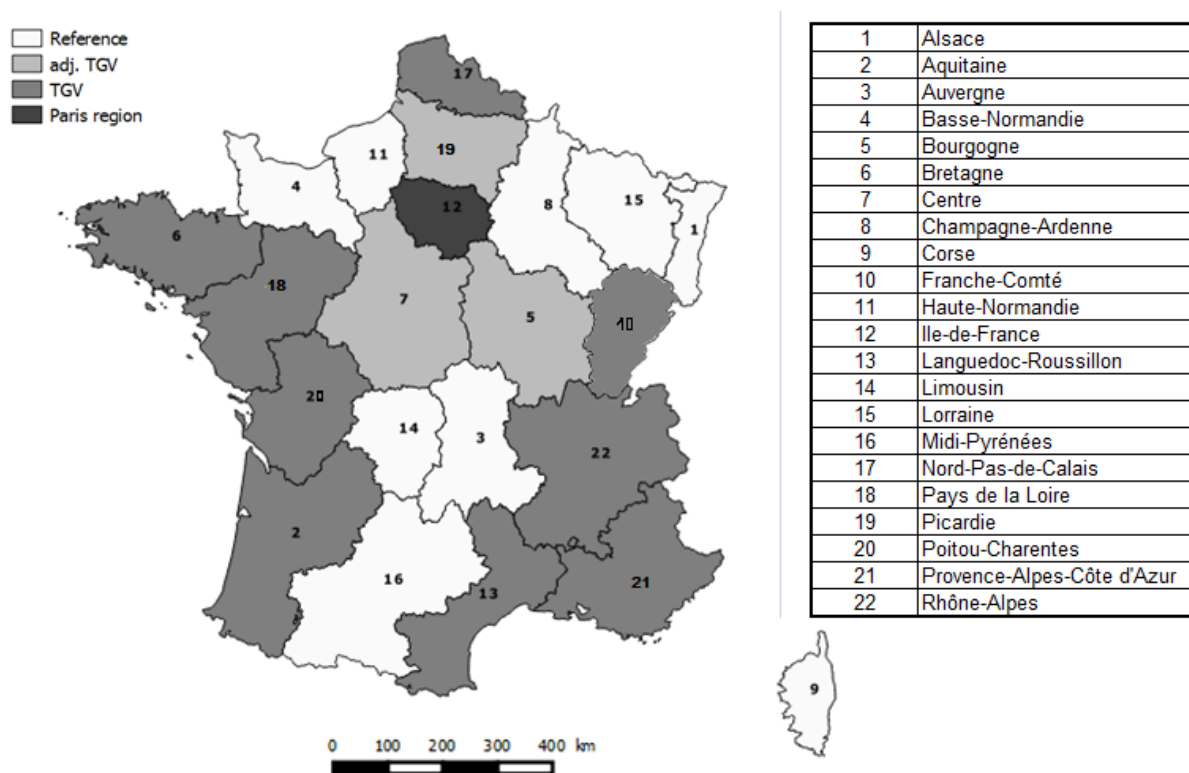 Reference
adj. TGV
TGV
Paris region
17
19
11
12
4
8
15
1
6
18
7
5
10
20
14
3
22
2
16
13
21
9
0 100 200 300 400 km
1 Alsace
2 Aquitaine
3 Auvergne
4 Basse-Normandie
5 Bourgogne
6 Bretagne
7 Centre
8 Champagne-Ardenne
9 Corse
10 Franche-Comté
11 Haute-Normandie
12 Ile-de-France
13 Languedoc-Roussillon
14 Limousin
15 Lorraine
16 Midi-Pyrénées
17 Nord-Pas-de-Calais
18 Pays de la Loire
19 Picardie
20 Poitou-Charentes
21 Provence-Alpes-Côte d'Azur
22 Rhône-Alpes